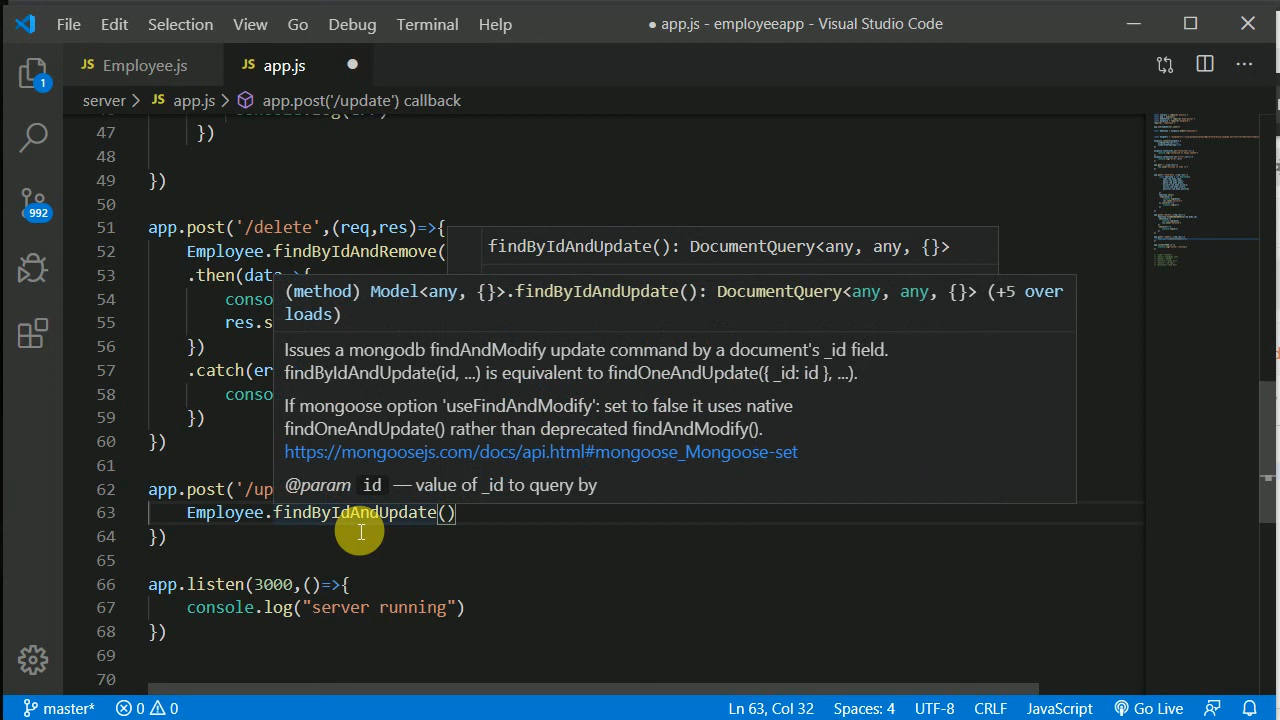 File Edit Selection View Go Debug Terminal Help
● app.js - employeeapp - Visual Studio Code
JS Employee.js
JS app.js
server > JS app.js > app.post('/update') callback
1
992
47 })
48
49 })
50
51 app.post('/delete',(req,res)=>{
52 Employee.findByIdAndRemove(
findByIdAndUpdate(): DocumentQuery<any, any, {}>
53 .then(data=>{
(method) Model<any, {}>.findByIdAndUpdate(): DocumentQuery<any, any, {}> (+5 over
loads)
54 conso
55 res.s
56 })
57 .catch(er
58 conso
59 })
60 })
Issues a mongodb findAndModify update command by a document's _id field.
findByIdAndUpdate(id, ...) is equivalent to findOneAndUpdate({ _id: id }, ...).
If mongoose option 'useFindAndModify': set to false it uses native
findOneAndUpdate() rather than deprecated findAndModify().
https://mongoosejs.com/docs/api.html#mongoose_Mongoose-set
@param id — value of _id to query by
61
62 app.post('/up
63 Employee.findByIdAndUpdate()
64 })
65
66 app.listen(3000,()=>{
67 console.log("server running")
68 })
69
70
master* 0 0 Ln 63, Col 32 Spaces: 4 UTF-8 CRLF JavaScript Go Live